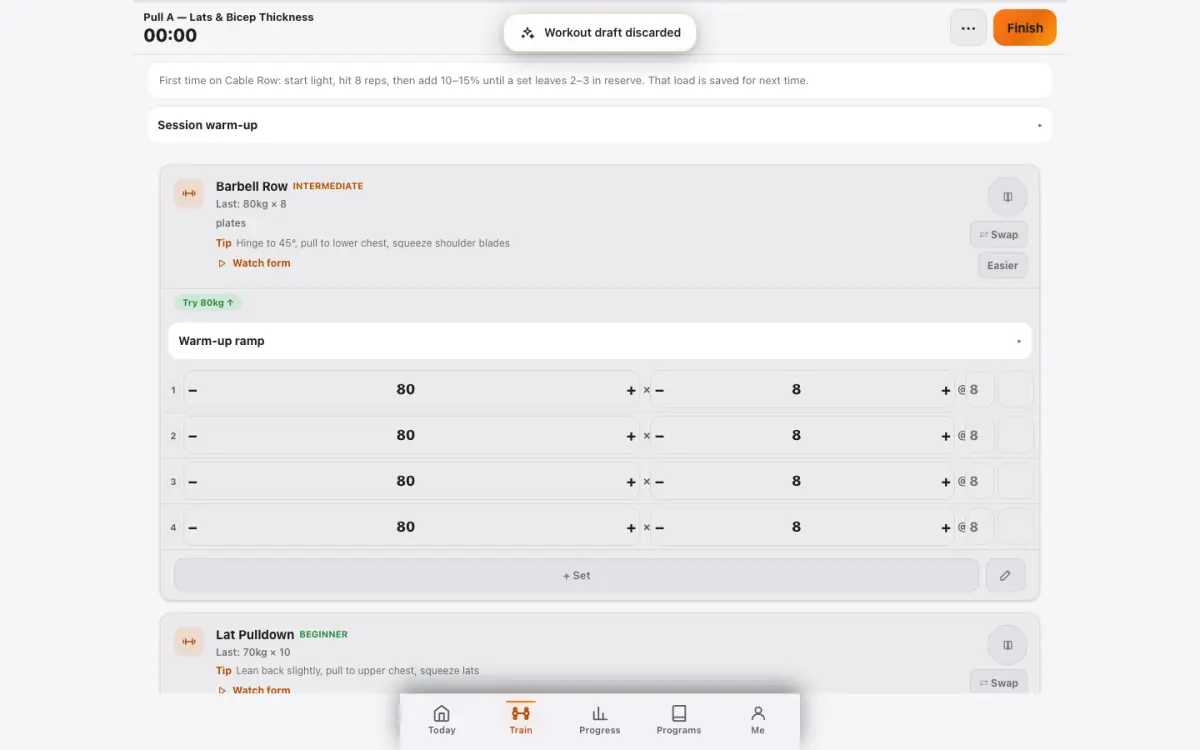 Pull A — Lats & Bicep Thickness
00:00
Workout draft discarded
Finish
First time on Cable Row: start light, hit 8 reps, then add 10–15% until a set leaves 2–3 in reserve. That load is saved for next time.
Session warm-up
Barbell Row INTERMEDIATE
Last: 80kg × 8
plates
Tip Hinge to 45°, pull to lower chest, squeeze shoulder blades
Watch form
Swap
Easier
Try 80kg ↑
Warm-up ramp
1 − 80 + × − 8 + @ 8
2 − 80 + × − 8 + @ 8
3 − 80 + × − 8 + @ 8
4 − 80 + × − 8 + @ 8
+ Set
Lat Pulldown BEGINNER
Last: 70kg × 10
Tip Lean back slightly, pull to upper chest, squeeze lats
Watch form
Swap
Today Train Progress Programs Me